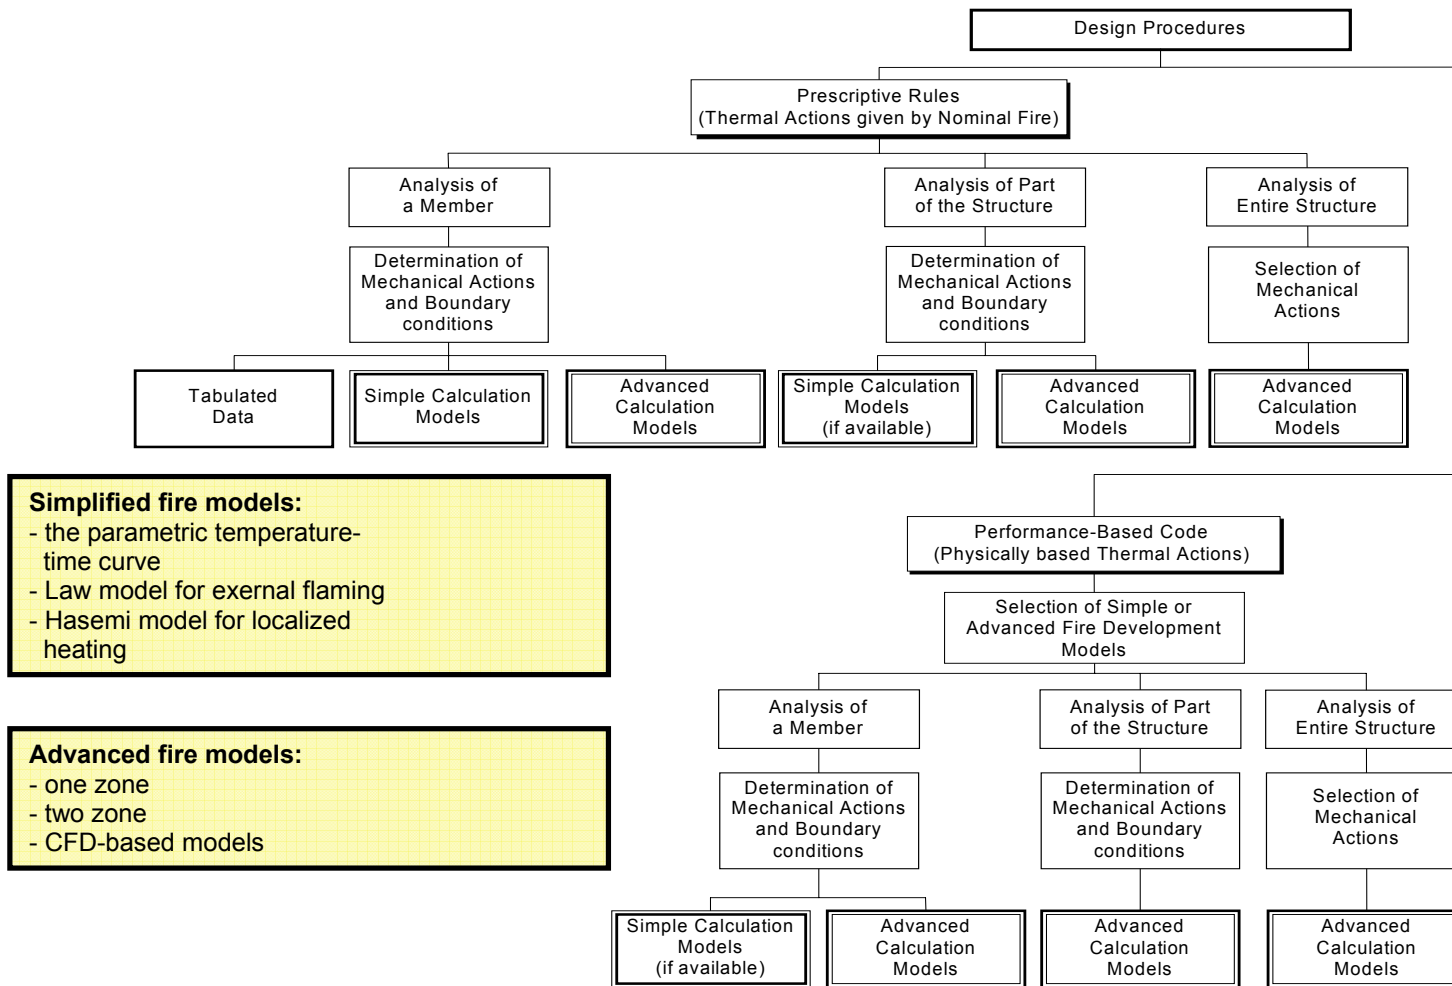 Design Procedures
Prescriptive Rules
(Thermal Actions given by Nominal Fire)
Analysis of
a Member
Analysis of Part
of the Structure
Analysis of
Entire Structure
Determination of
Mechanical Actions
and Boundary
conditions
Determination of
Mechanical Actions
and Boundary
conditions
Selection of
Mechanical
Actions
Tabulated
Data
Simple Calculation
Models
Advanced
Calculation
Models
Simple Calculation
Models
(if available)
Advanced
Calculation
Models
Advanced
Calculation
Models
Simplified fire models:
- the parametric temperature-
time curve
- Law model for exernal flaming
- Hasemi model for localized
heating
Advanced fire models:
- one zone
- two zone
- CFD-based models
Performance-Based Code
(Physically based Thermal Actions)
Selection of Simple or
Advanced Fire Development
Models
Analysis of
a Member
Analysis of Part
of the Structure
Analysis of
Entire Structure
Determination of
Mechanical Actions
and Boundary
conditions
Determination of
Mechanical Actions
and Boundary
conditions
Selection of
Mechanical
Actions
Simple Calculation
Models
(if available)
Advanced
Calculation
Models
Advanced
Calculation
Models
Advanced
Calculation
Models